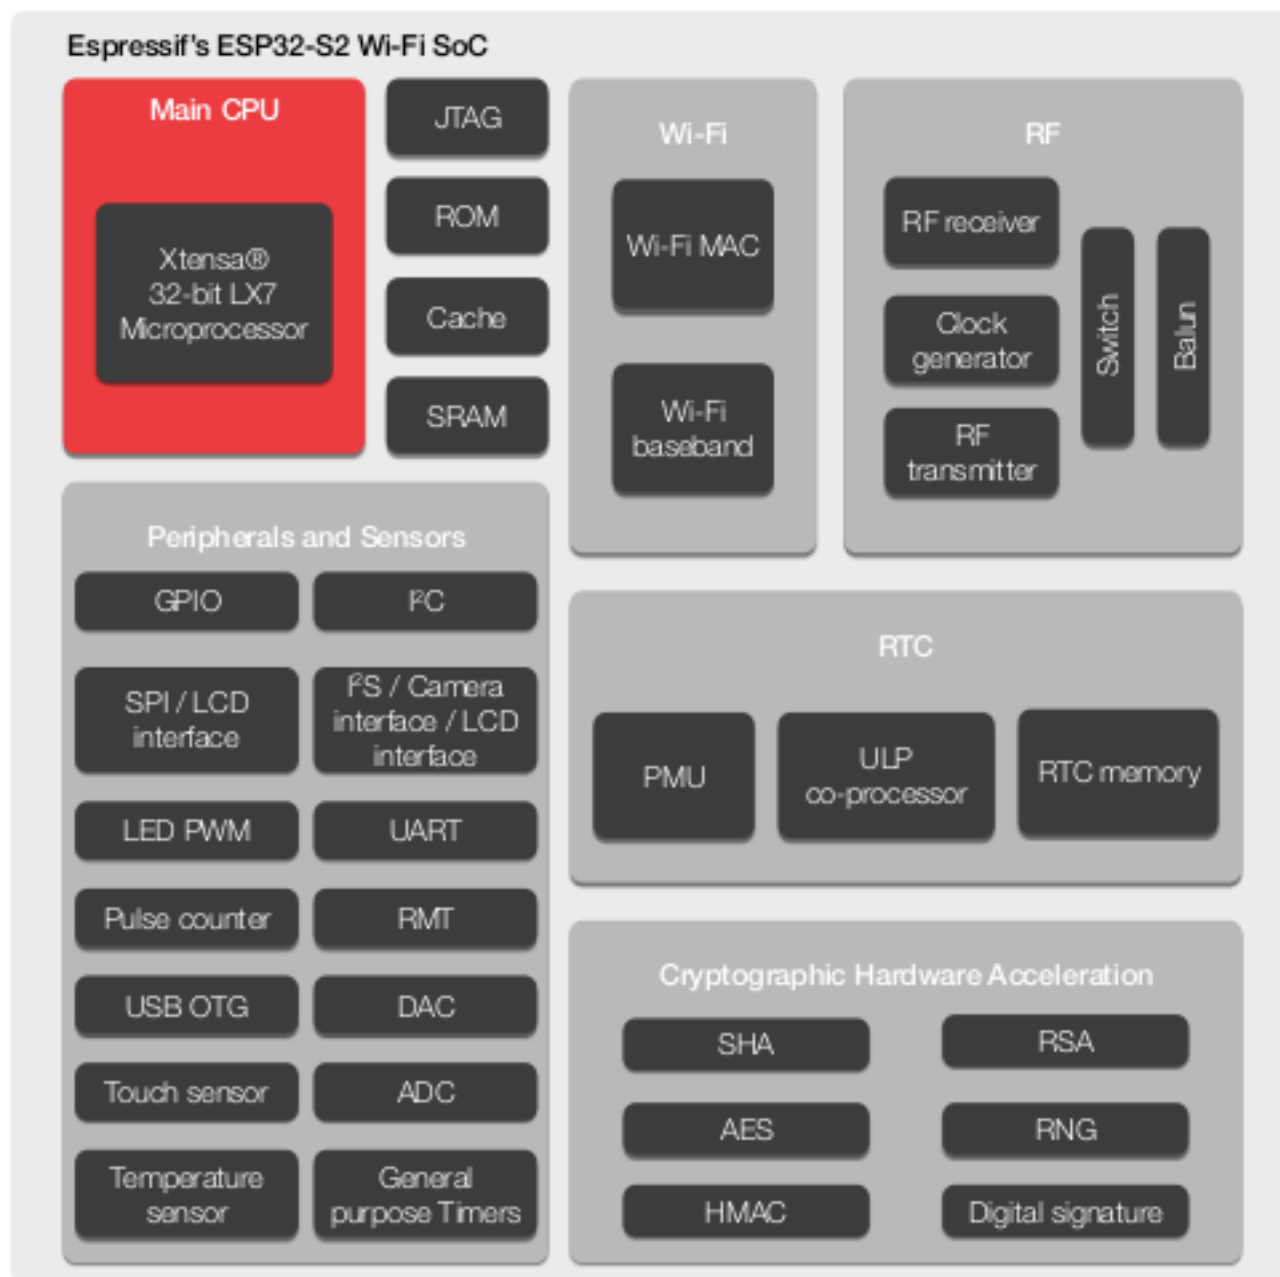 Espressif's ESP32-S2 Wi-Fi SoC
Main CPU
Xtensa®
32-bit LX7
Microprocessor
JTAG
ROM
Cache
SRAM
Wi-Fi
Wi-Fi MAC
Wi-Fi
baseband
RF
RF receiver
Clock
generator
RF
transmitter
Switch
Balun
Peripherals and Sensors
GPIO
I²C
SPI / LCD
interface
I²S / Camera
interface / LCD
interface
LED PWM
UART
Pulse counter
RMT
USB OTG
DAC
Touch sensor
ADC
Temperature
sensor
General
purpose Timers
RTC
PMU
ULP
co-processor
RTC memory
Cryptographic Hardware Acceleration
SHA
RSA
AES
RNG
HMAC
Digital signature